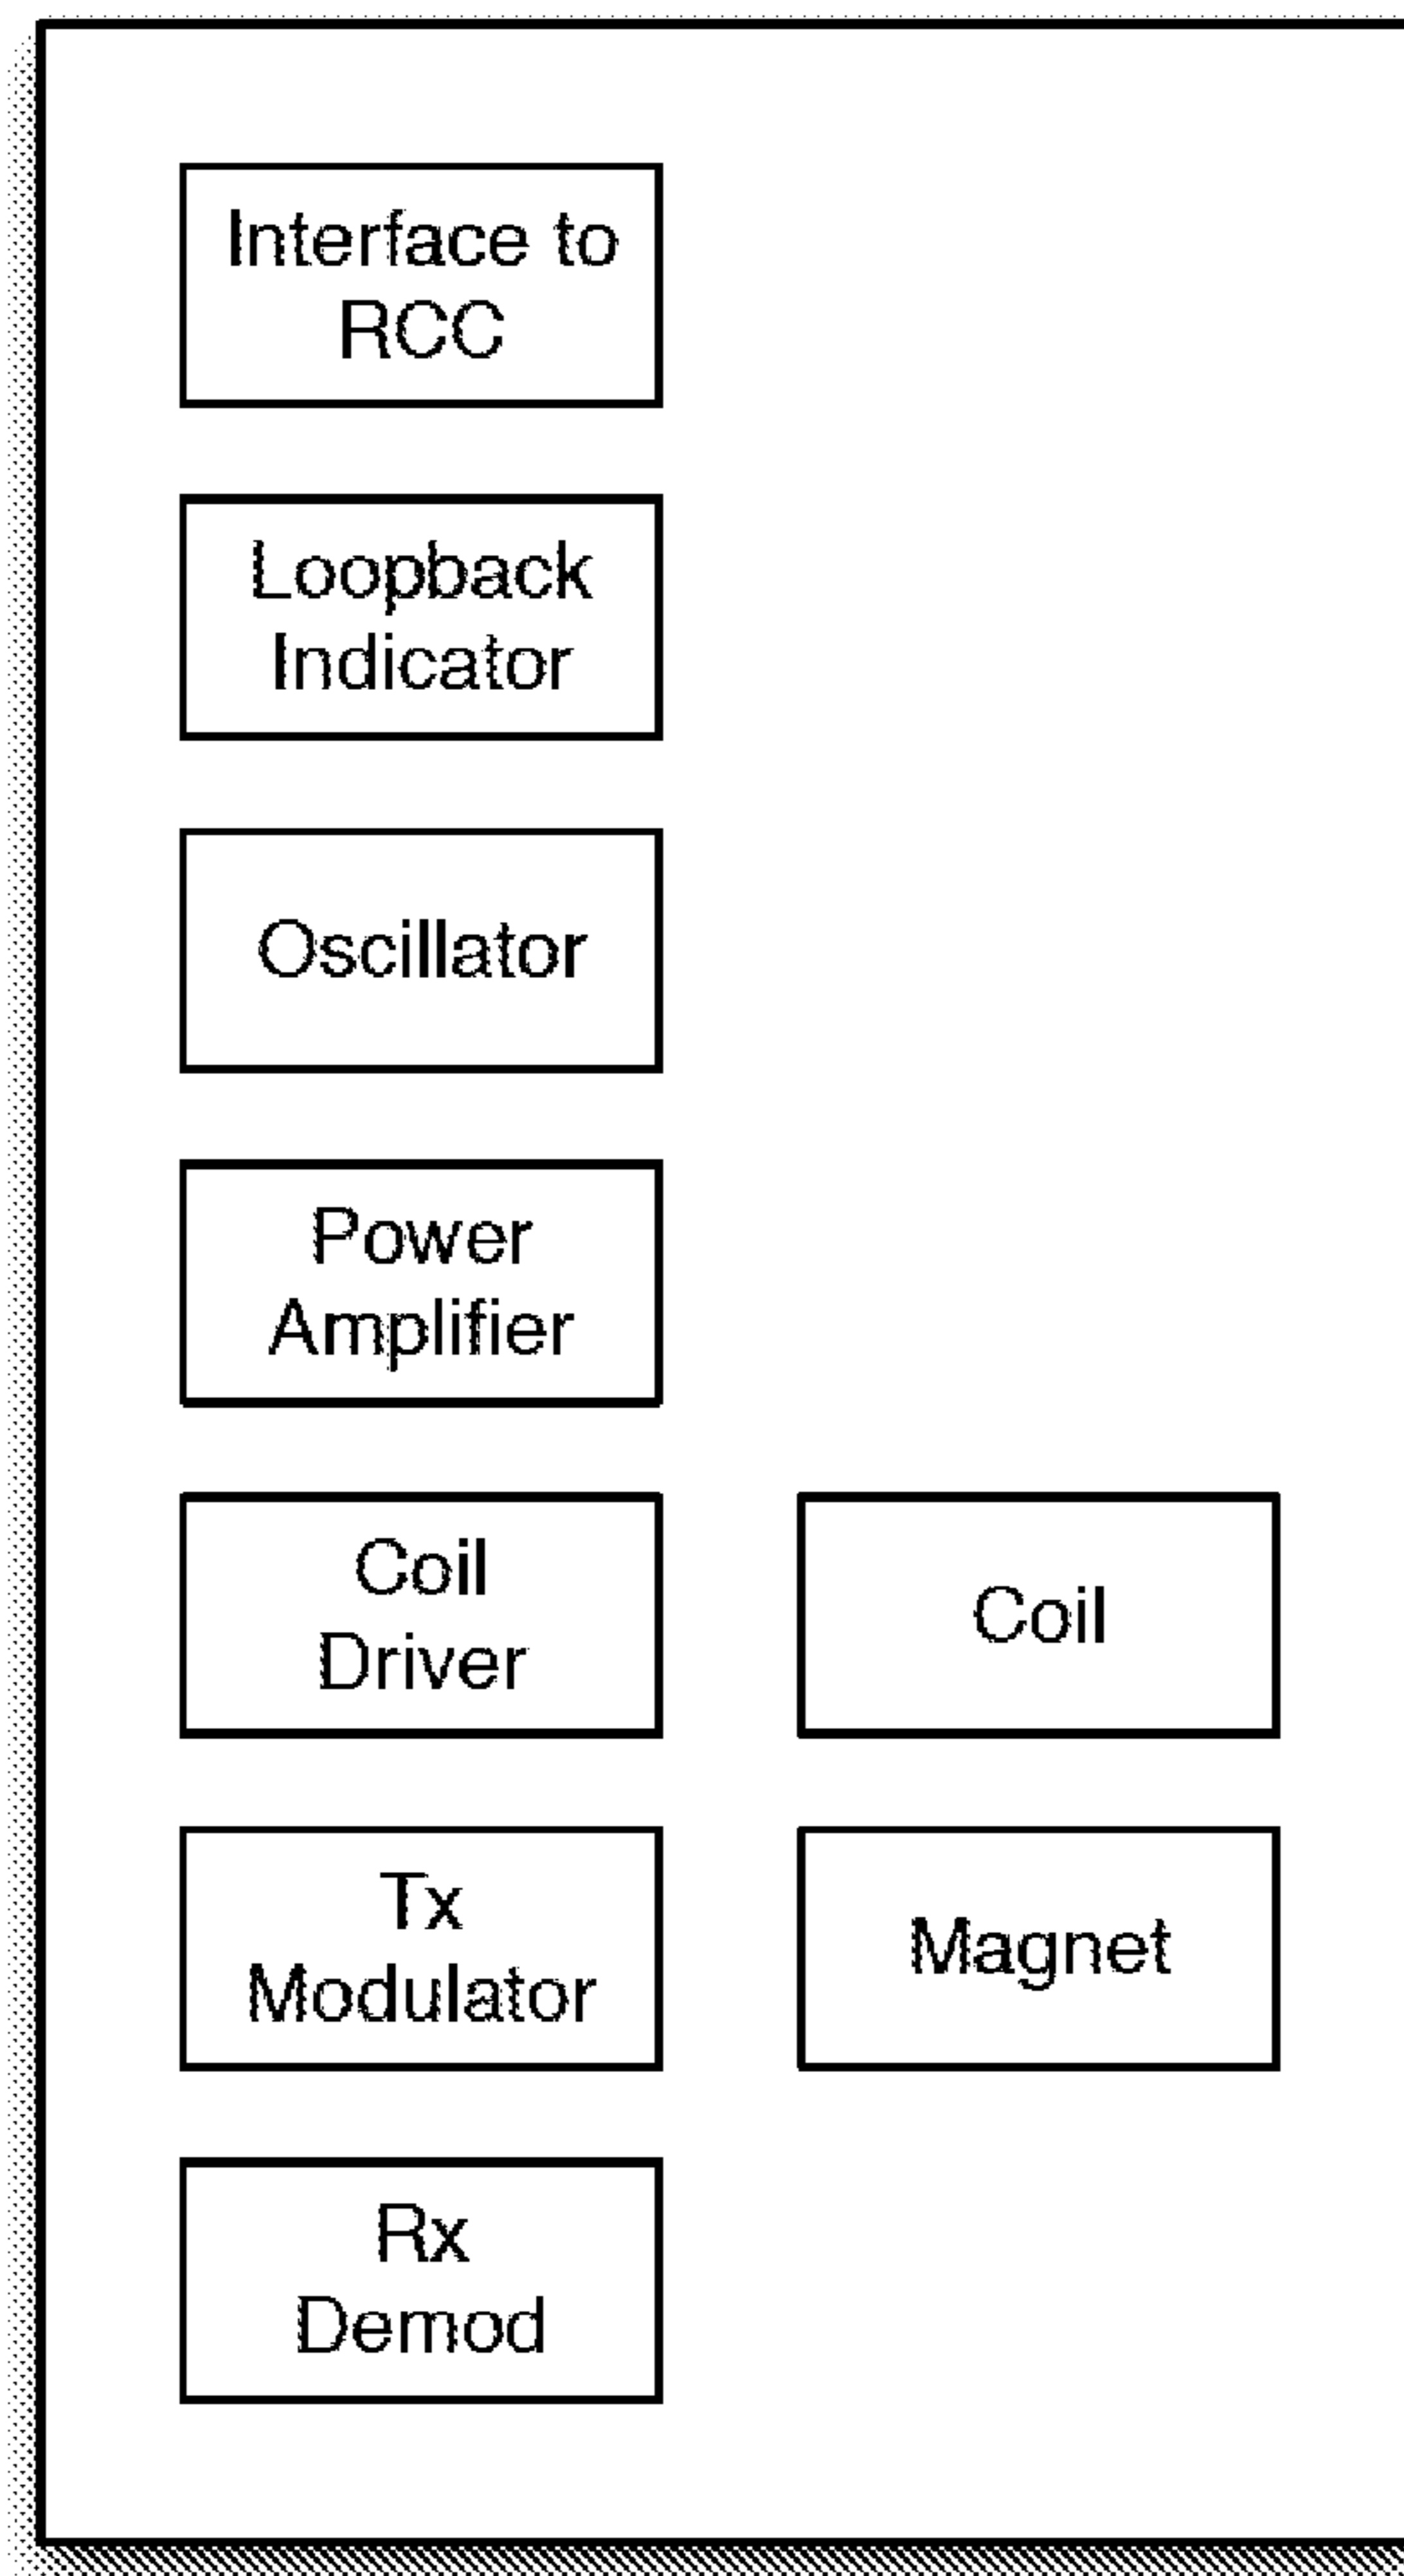 Interface to
RCC
Loopback
Indicator
Oscillator
Power
Amplifier
Coil
Driver
Coil
Tx
Modulator
Magnet
Rx
Demod